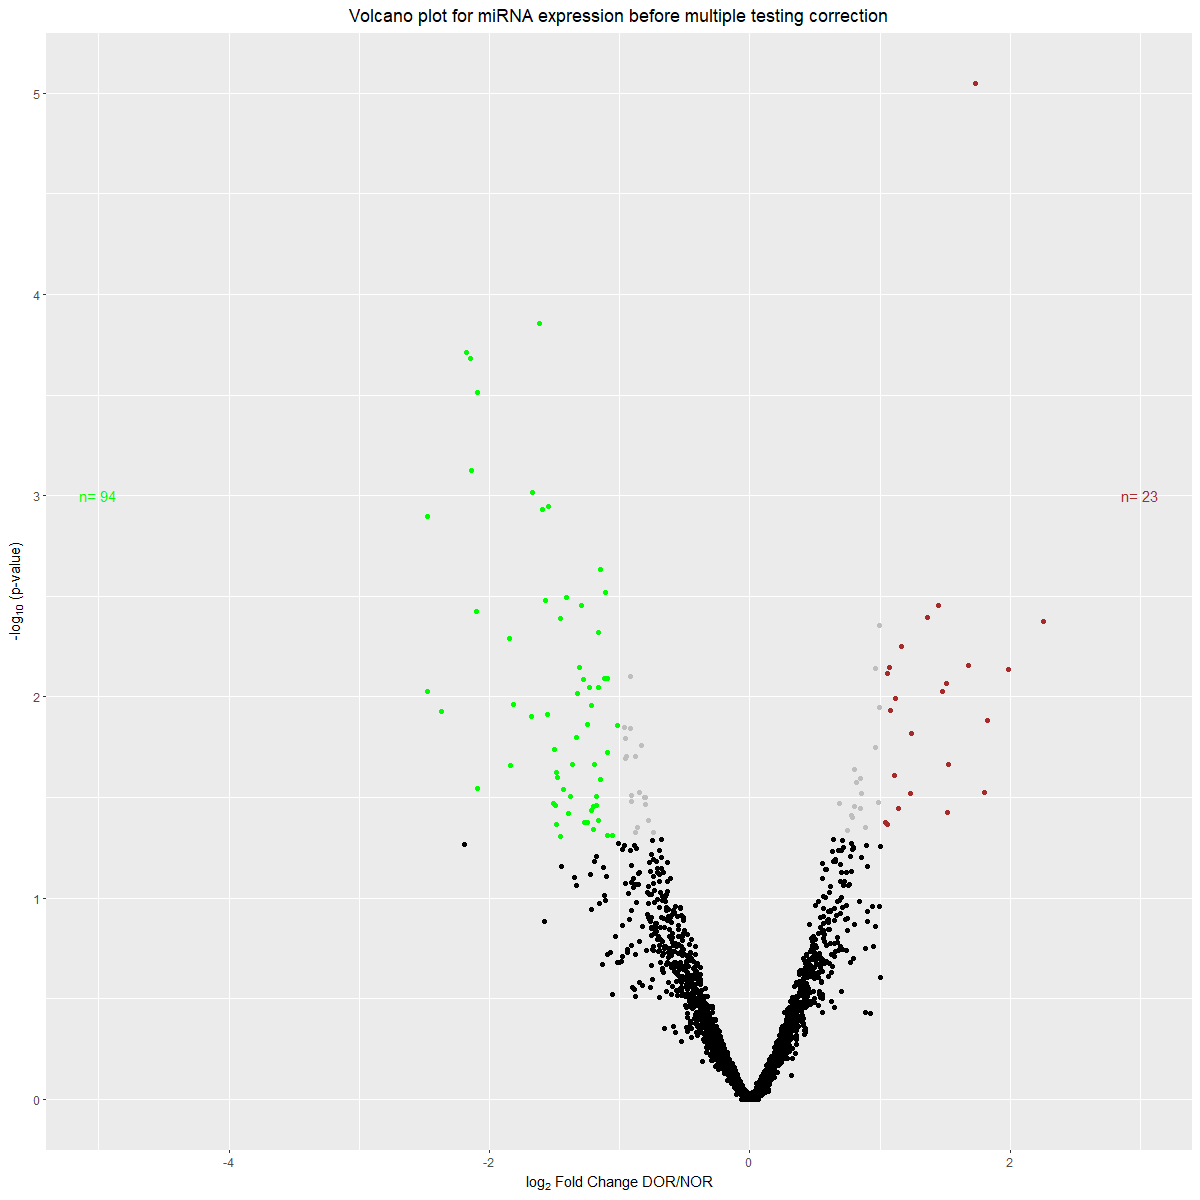 Volcano plot for miRNA expression before multiple testing correction
5
4
n= 94
3
n= 23
-log10 (p-value)
2
1
0
-4
-2
0
2
log2 Fold Change DOR/NOR